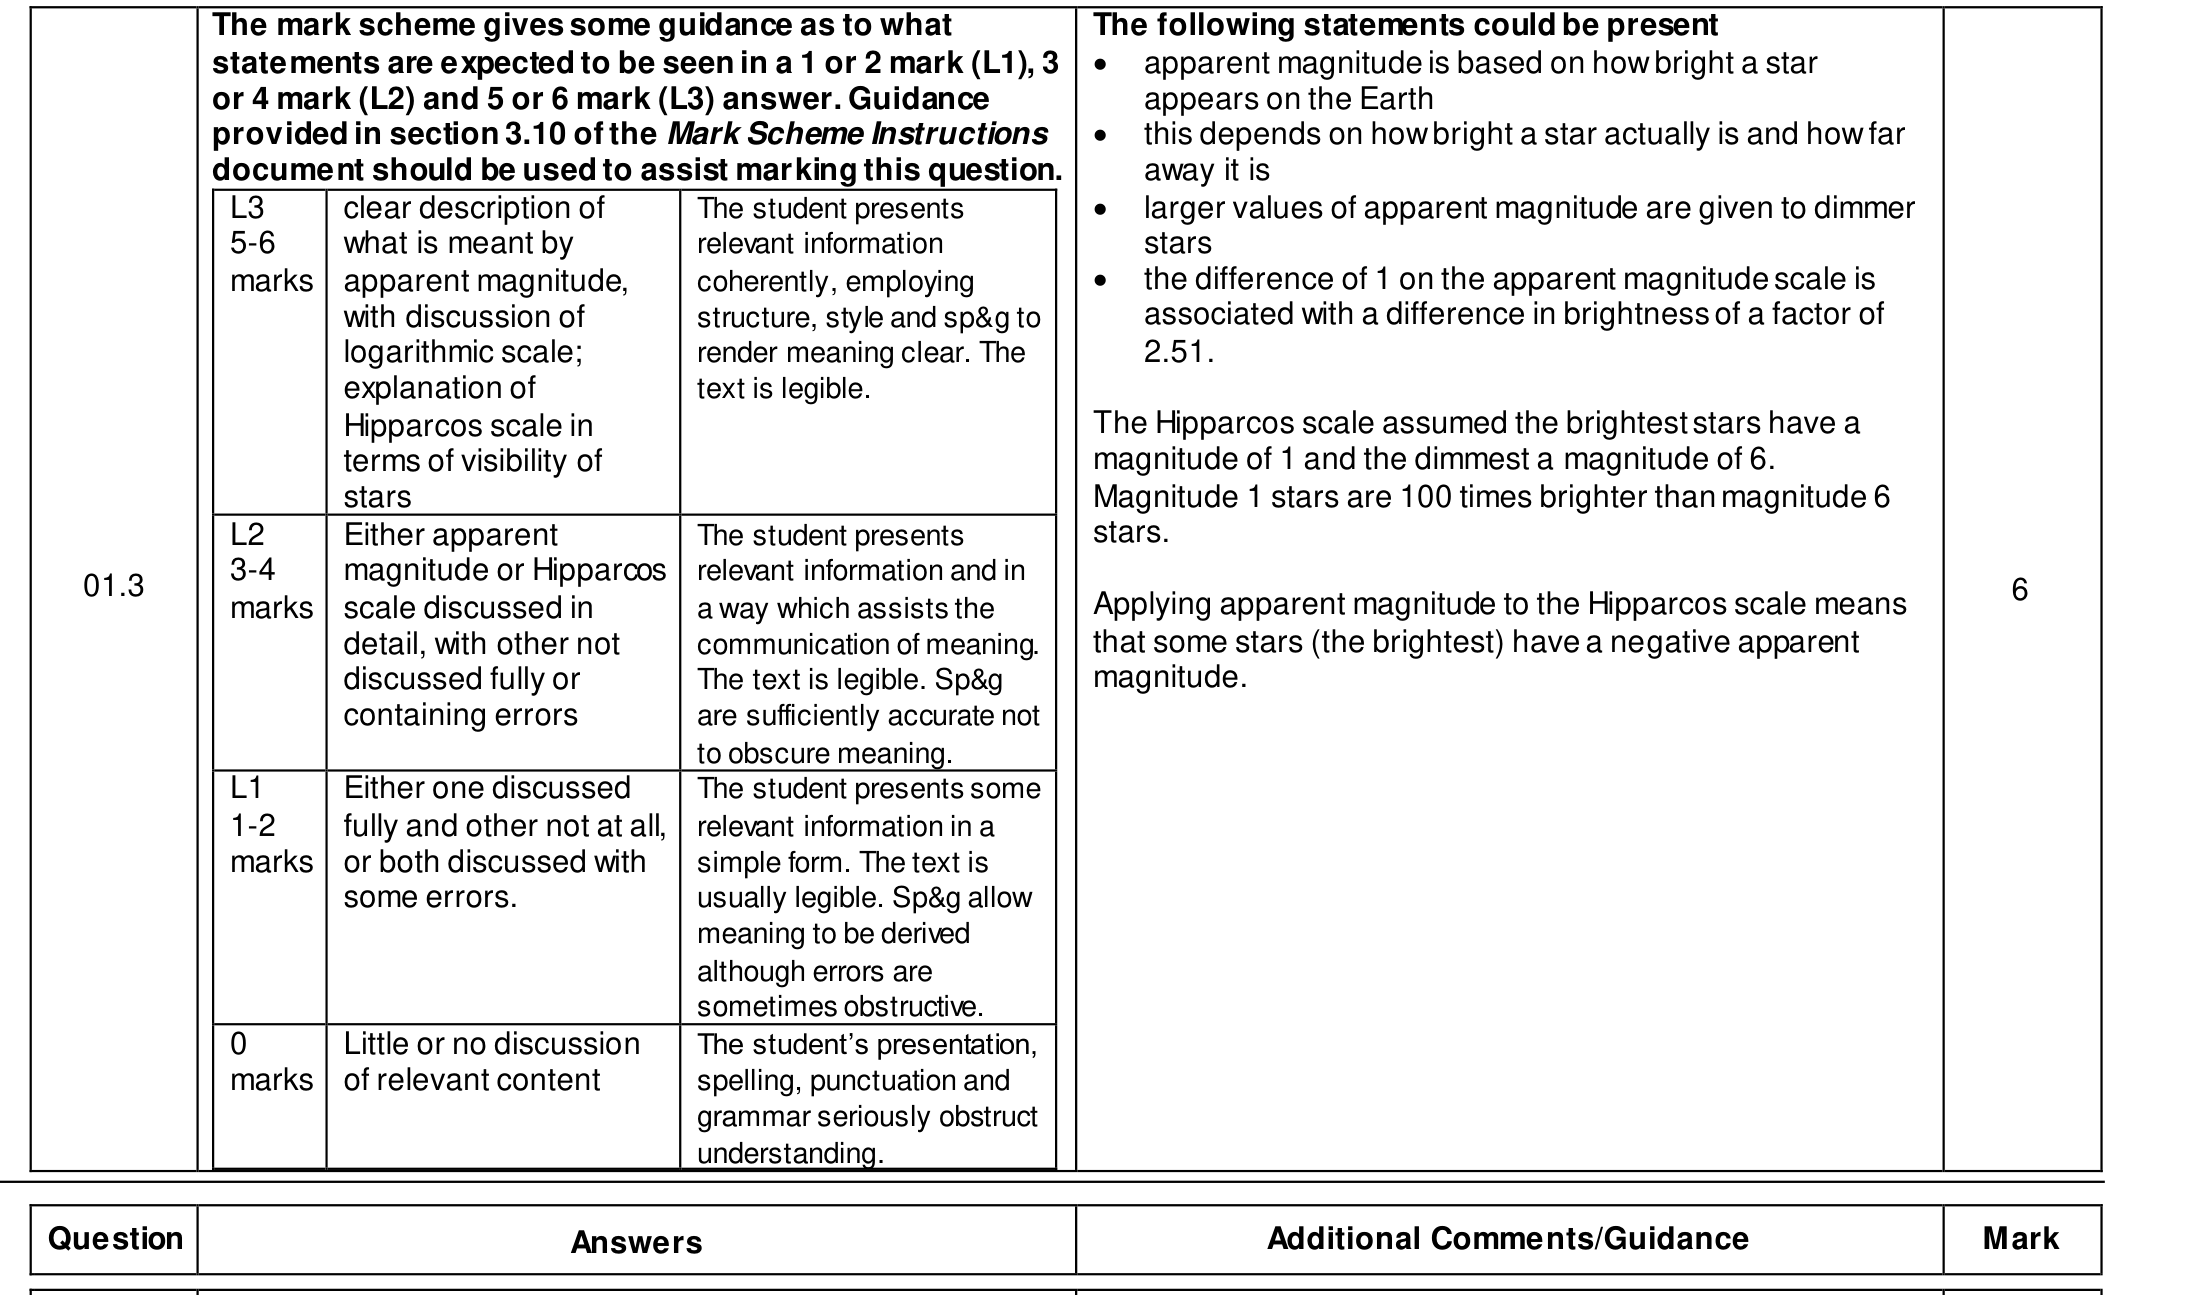 01.3
The mark scheme gives some guidance as to what
statements are expected to be seen in a 1 or 2 mark (L1), 3
or 4 mark (L2) and 5 or 6 mark (L3) answer. Guidance
provided in section 3.10 of the Mark Scheme Instructions
document should be used to assist marking this question.
L3
5-6
marks
clear description of
what is meant by
apparent magnitude,
with discussion of
logarithmic scale;
explanation of
Hipparcos scale in
terms of visibility of
stars
The student presents
relevant information
coherently, employing
structure, style and sp&g to
render meaning clear. The
text is legible.
L2
3-4
marks
Either apparent
magnitude or Hipparcos
scale discussed in
detail, with other not
discussed fully or
containing errors
The student presents
relevant information and in
a way which assists the
communication of meaning.
The text is legible. Sp&g
are sufficiently accurate not
to obscure meaning.
L1
1-2
marks
Either one discussed
fully and other not at all,
or both discussed with
some errors.
The student presents some
relevant information in a
simple form. The text is
usually legible. Sp&g allow
meaning to be derived
although errors are
sometimes obstructive.
0
marks
Little or no discussion
of relevant content
The student's presentation,
spelling, punctuation and
grammar seriously obstruct
understanding.
The following statements could be present
• apparent magnitude is based on how bright a star
appears on the Earth
• this depends on how bright a star actually is and how far
away it is
• larger values of apparent magnitude are given to dimmer
stars
• the difference of 1 on the apparent magnitude scale is
associated with a difference in brightness of a factor of
2.51.
The Hipparcos scale assumed the brightest stars have a
magnitude of 1 and the dimmest a magnitude of 6.
Magnitude 1 stars are 100 times brighter than magnitude 6
stars.
Applying apparent magnitude to the Hipparcos scale means
that some stars (the brightest) have a negative apparent
magnitude.
6
Question
Answers
Additional Comments/Guidance
Mark